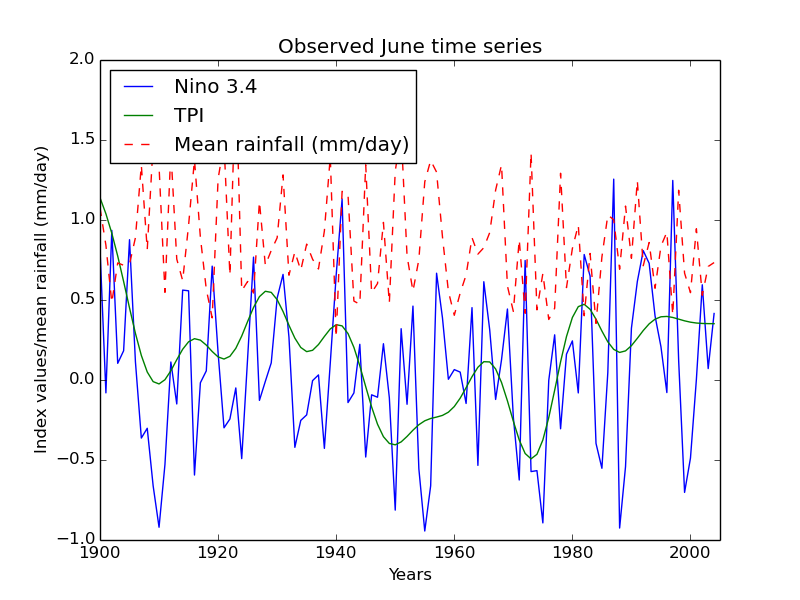 Observed June time series
Nino 3.4
TPI
Mean rainfall (mm/day)
Index values/mean rainfall (mm/day)
2.0
1.5
1.0
0.5
0.0
−0.5
−1.0
1900 1920 1940 1960 1980 2000
Years